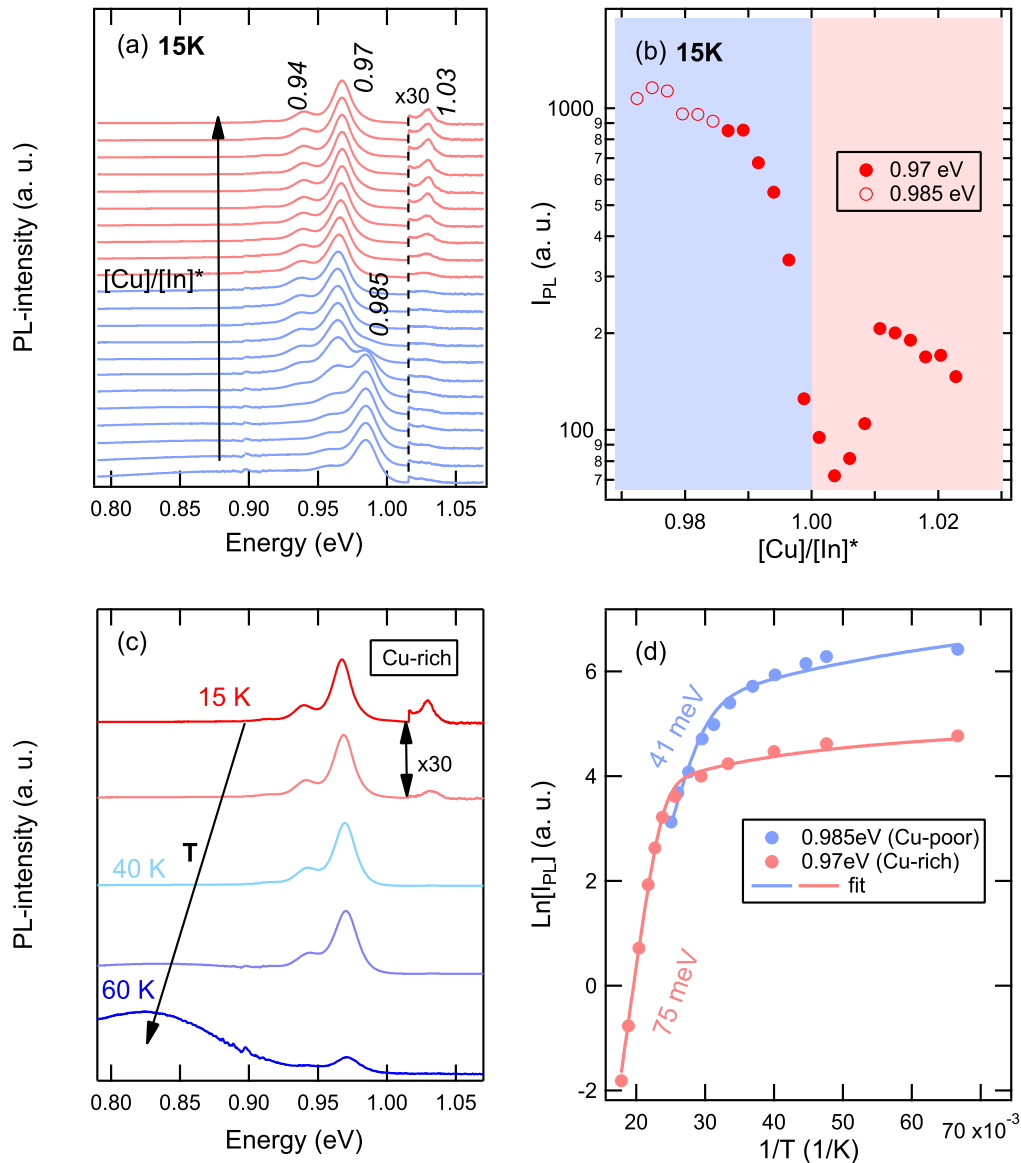 (a) 15K
0.94
0.97
x30
1.03
[Cu]/[In]*
0.985
PL-intensity (a. u.)
0.80 0.85 0.90 0.95 1.00 1.05
Energy (eV)
(b) 15K
1000
9
8
7
6
5
4
3
2
100
9
8
7
0.97 eV
0.985 eV
I_PL (a. u.)
0.98 1.00 1.02
[Cu]/[In]*
(c)
Cu-rich
15 K
x30
T
40 K
60 K
PL-intensity (a. u.)
0.80 0.85 0.90 0.95 1.00 1.05
Energy (eV)
(d)
6
4
2
0
-2
41 meV
0.985eV (Cu-poor)
0.97eV (Cu-rich)
fit
75 meV
Ln[I_PL] (a. u.)
20 30 40 50 60 70 x10⁻³
1/T (1/K)